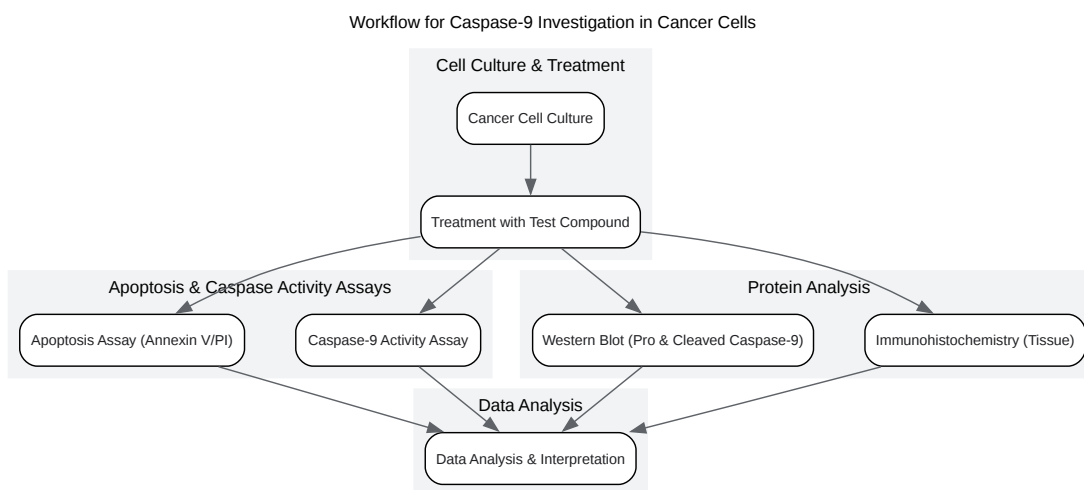 Workflow for Caspase-9 Investigation in Cancer Cells
Cell Culture & Treatment
Cancer Cell Culture
Treatment with Test Compound
Apoptosis & Caspase Activity Assays
Protein Analysis
Apoptosis Assay (Annexin V/PI)
Caspase-9 Activity Assay
Western Blot (Pro & Cleaved Caspase-9)
Immunohistochemistry (Tissue)
Data Analysis
Data Analysis & Interpretation